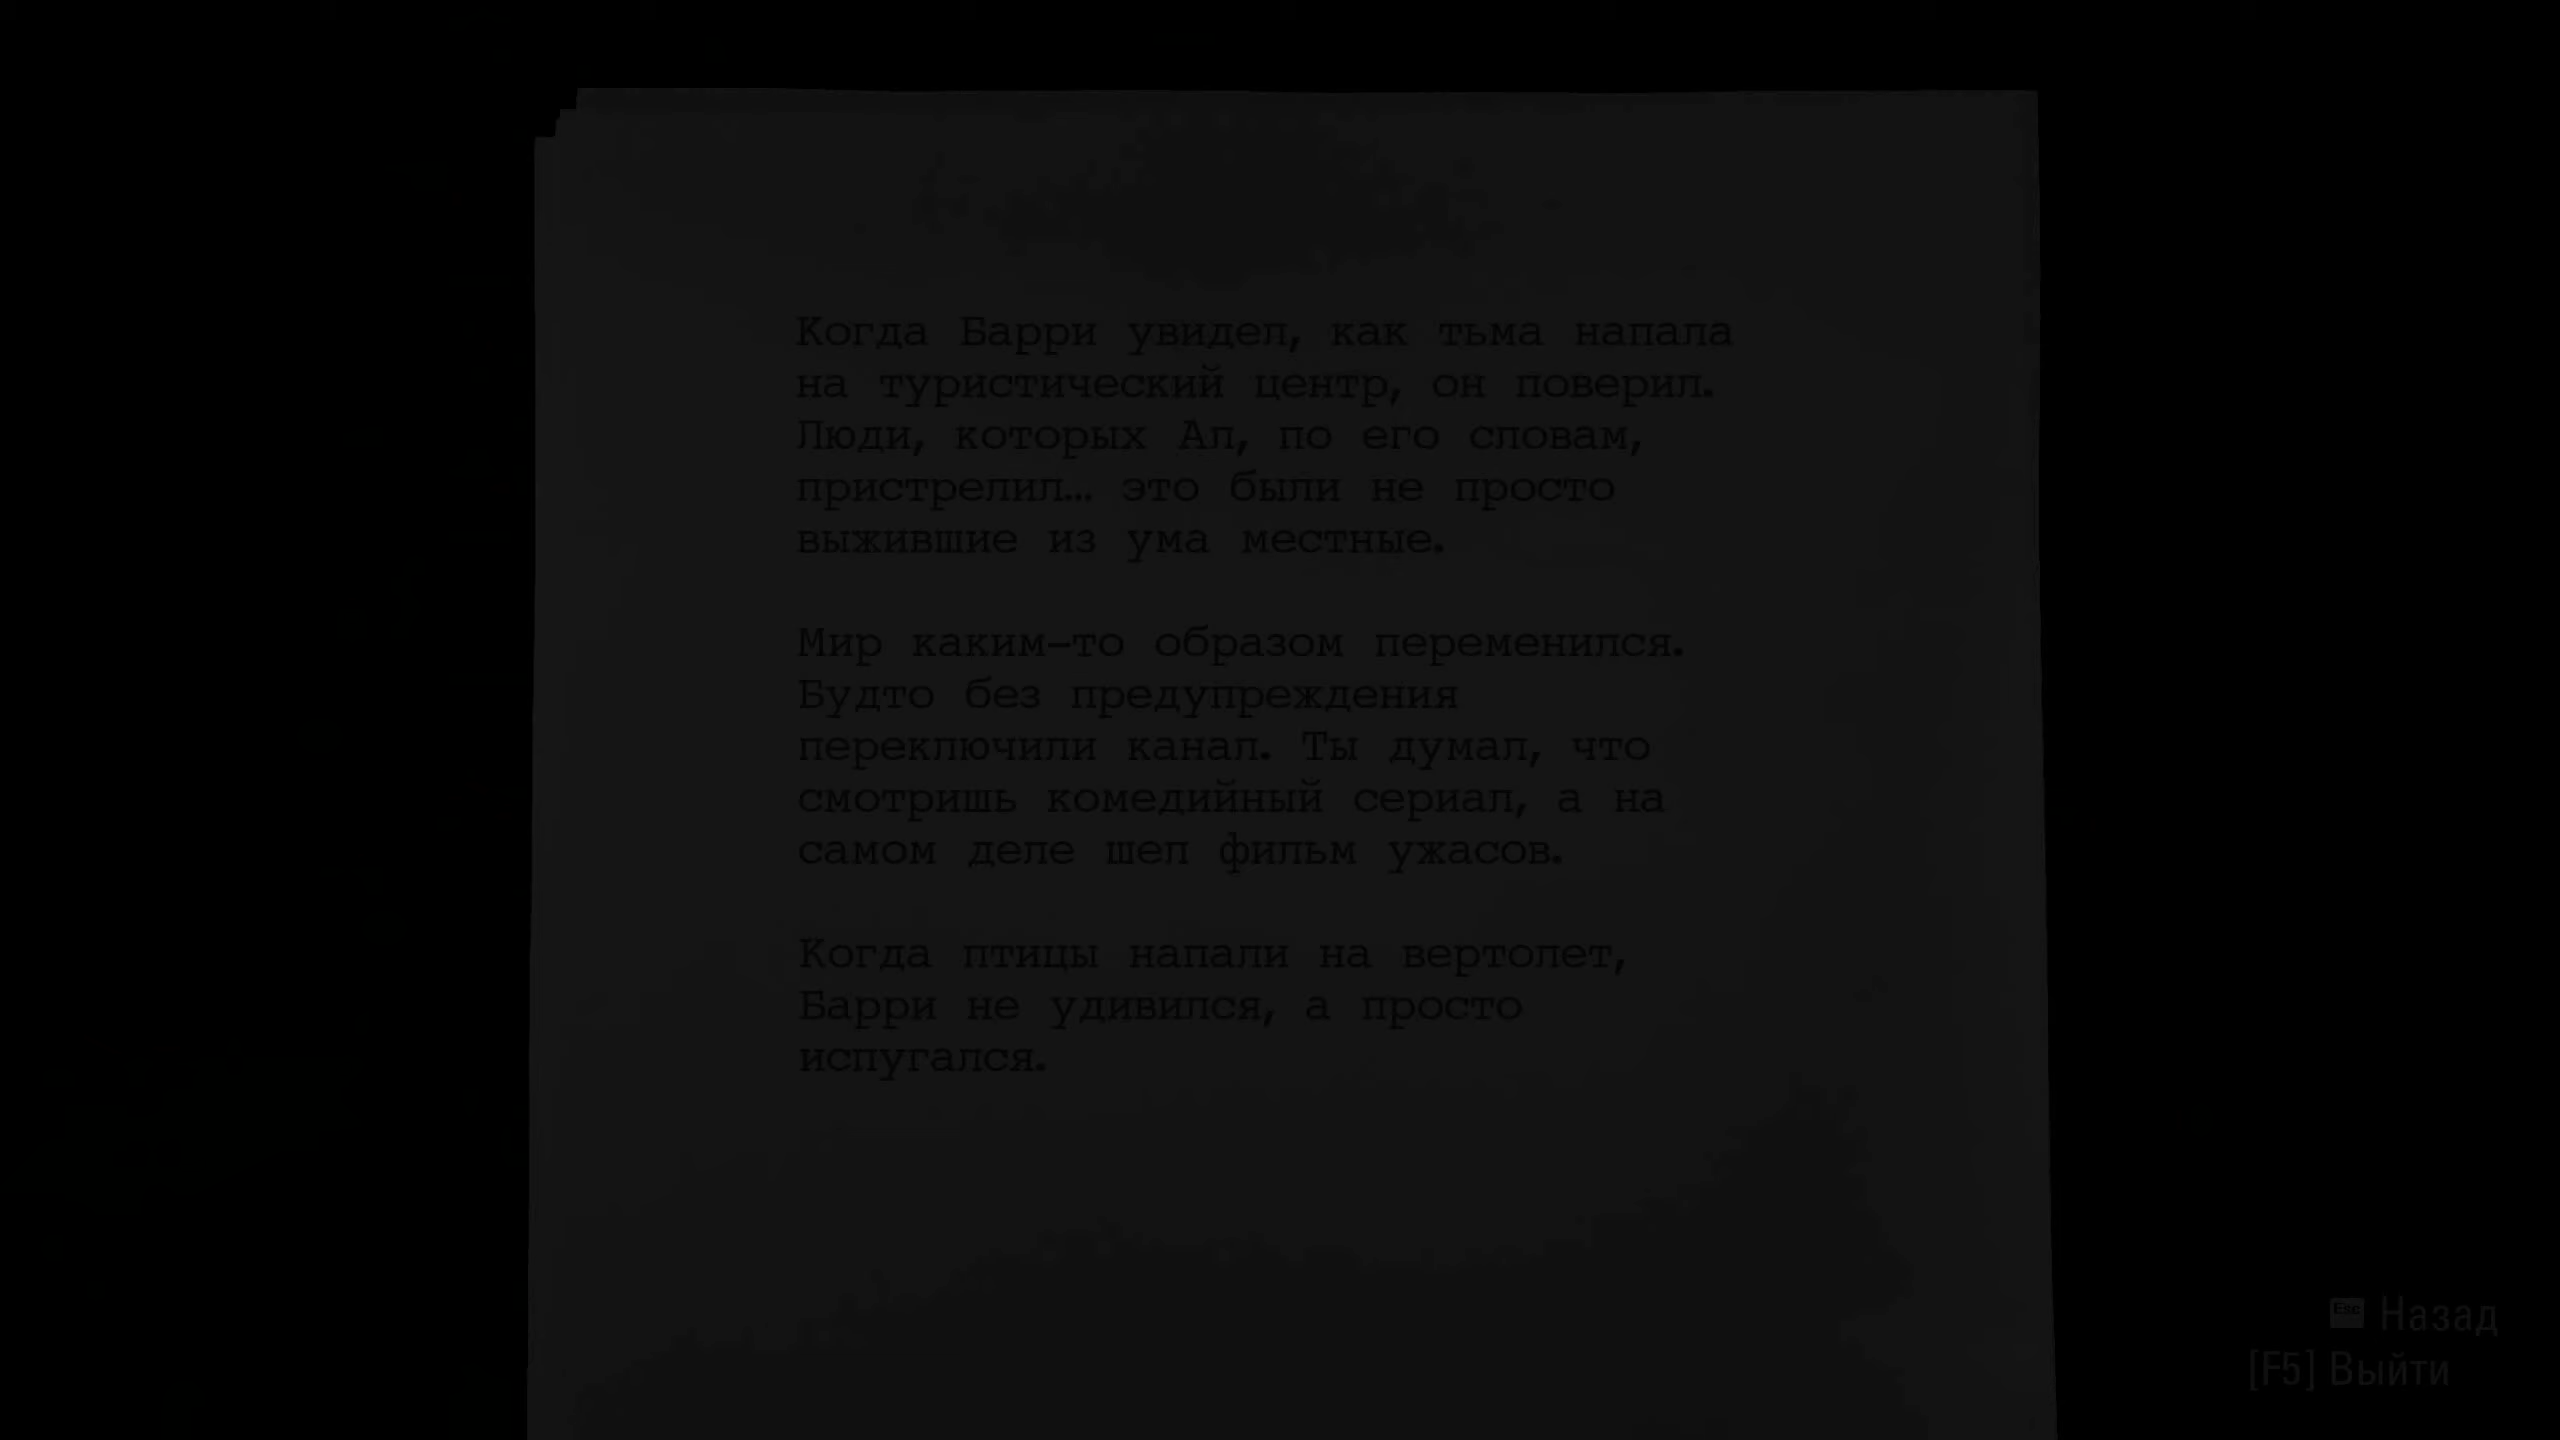 Когда Барри увидел, как тьма напала
на туристический центр, он поверил.
Люди, которых Ал, по его словам,
пристрелил… это были не просто
выжившие из ума местные.
Мир каким-то образом переменился.
Будто без предупреждения
переключили канал. Ты думал, что
смотришь комедийный сериал, а на
самом деле шел фильм ужасов.
Когда птицы напали на вертолет,
Барри не удивился, а просто
испугался.
Esc Назад
[F5] Выйти